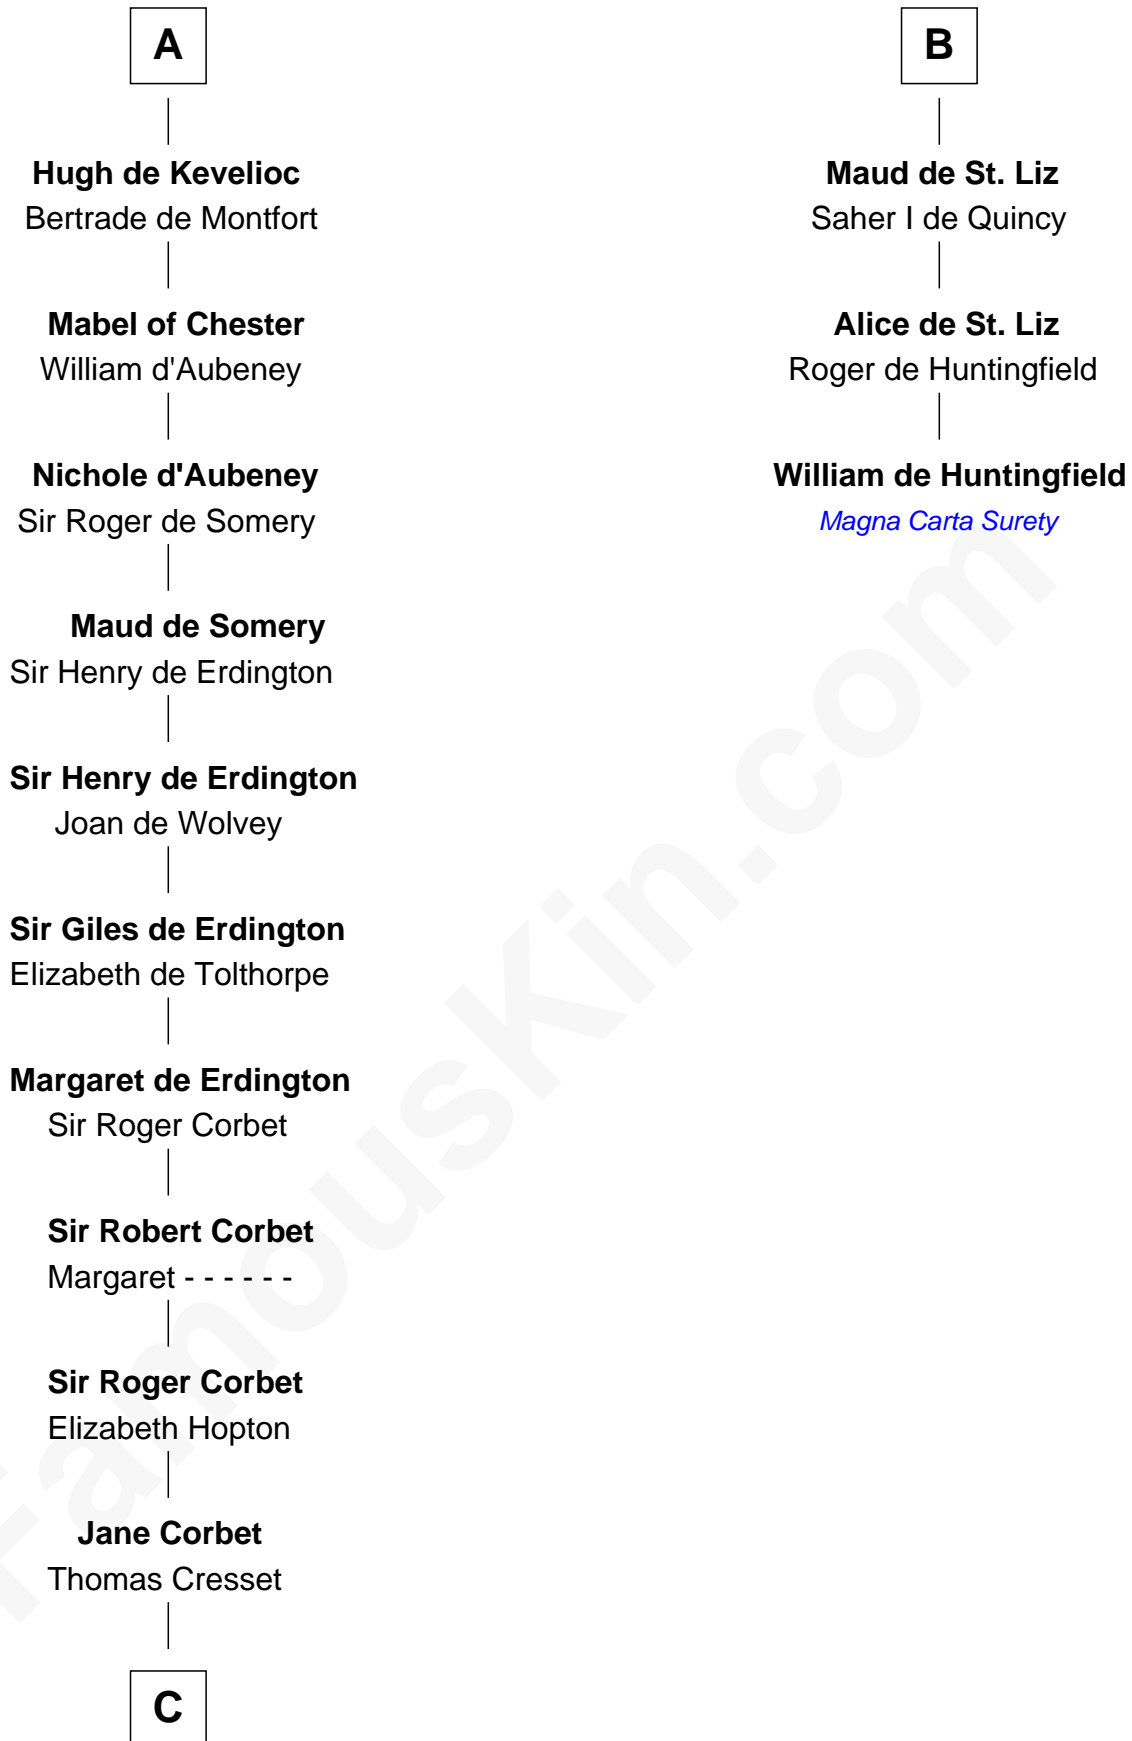 A
Hugh de Kevelioc
Bertrade de Montfort
Mabel of Chester
William d'Aubeney
Nichole d'Aubeney
Sir Roger de Somery
Maud de Somery
Sir Henry de Erdington
Sir Henry de Erdington
Joan de Wolvey
Sir Giles de Erdington
Elizabeth de Tolthorpe
Margaret de Erdington
Sir Roger Corbet
Sir Robert Corbet
Margaret - - - - - -
Sir Roger Corbet
Elizabeth Hopton
Jane Corbet
Thomas Cresset
C
B
Maud de St. Liz
Saher I de Quincy
Alice de St. Liz
Roger de Huntingfield
William de Huntingfield
Magna Carta Surety
FamousKin.com